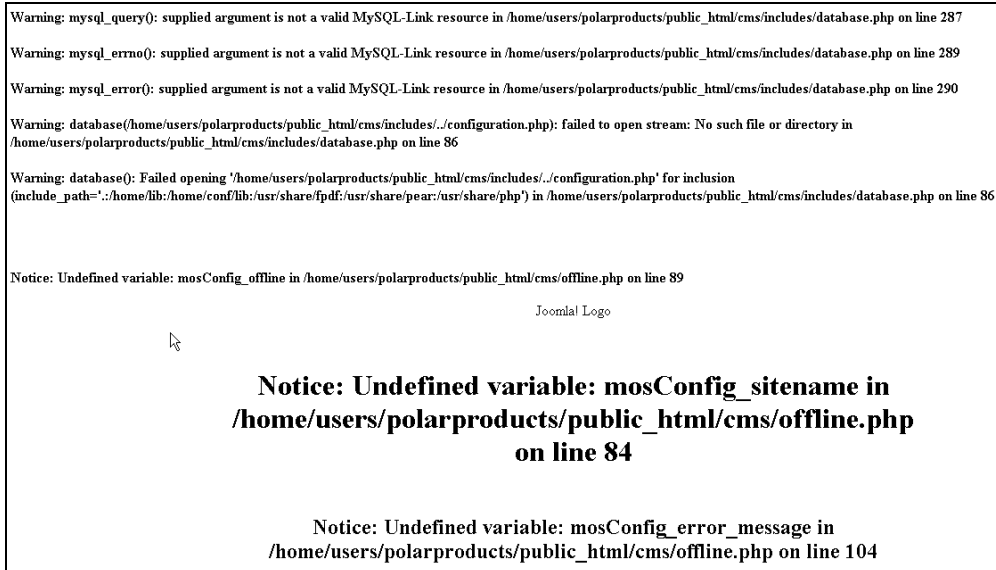 Warning: mysql_query(): supplied argument is not a valid MySQL-Link resource in /home/users/polarproducts/public_html/cms/includes/database.php on line 287
Warning: mysql_errno(): supplied argument is not a valid MySQL-Link resource in /home/users/polarproducts/public_html/cms/includes/database.php on line 289
Warning: mysql_error(): supplied argument is not a valid MySQL-Link resource in /home/users/polarproducts/public_html/cms/includes/database.php on line 290
Warning: database(/home/users/polarproducts/public_html/cms/includes/../configuration.php): failed to open stream: No such file or directory in
/home/users/polarproducts/public_html/cms/includes/database.php on line 86
Warning: database(): Failed opening '/home/users/polarproducts/public_html/cms/includes/../configuration.php' for inclusion
(include_path='.:/home/lib:/home/conf/lib:/usr/share/fpdf:/usr/share/pear:/usr/share/php') in /home/users/polarproducts/public_html/cms/includes/database.php on line 86
Notice: Undefined variable: mosConfig_offline in /home/users/polarproducts/public_html/cms/offline.php on line 89
Joomla! Logo
Notice: Undefined variable: mosConfig_sitename in
/home/users/polarproducts/public_html/cms/offline.php
on line 84
Notice: Undefined variable: mosConfig_error_message in
/home/users/polarproducts/public_html/cms/offline.php on line 104